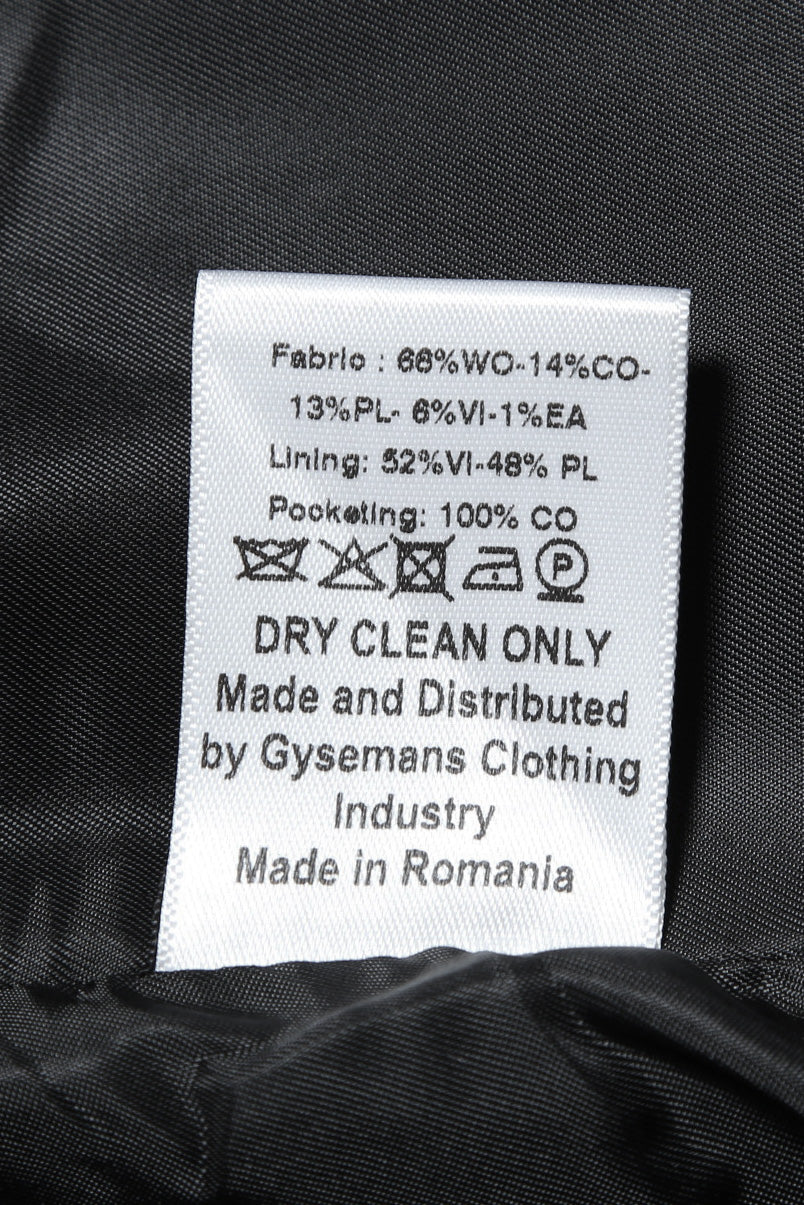 Fabric : 66%WO-14%CO-
13%PL- 6%VI-1%EA
Lining: 52%VI-48% PL
Pocketing: 100% CO
P
DRY CLEAN ONLY
Made and Distributed
by Gysemans Clothing
Industry
Made in Romania